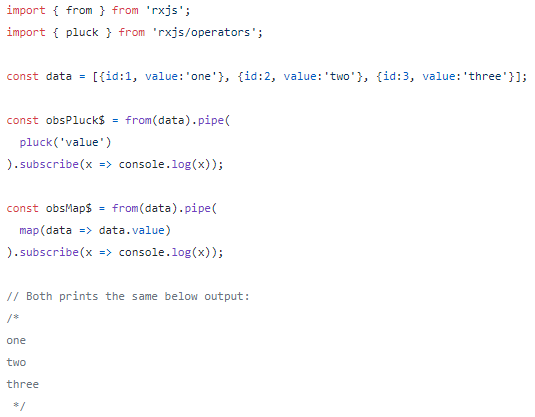 import { from } from 'rxjs';
import { pluck } from 'rxjs/operators';
const data = [{id:1, value:'one'}, {id:2, value:'two'}, {id:3, value:'three'}];
const obsPluck$ = from(data).pipe(
  pluck('value')
).subscribe(x => console.log(x));
const obsMap$ = from(data).pipe(
  map(data => data.value)
).subscribe(x => console.log(x));
// Both prints the same below output:
/*
one
two
three
 */